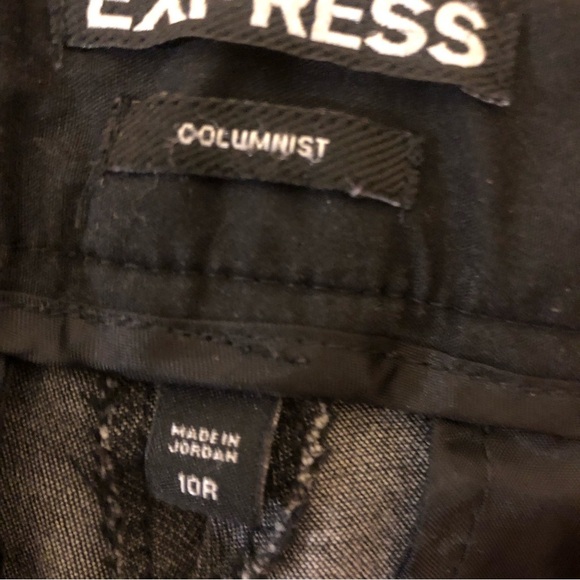 EXPRESS
COLUMNIST
MADE IN
JORDAN
10R